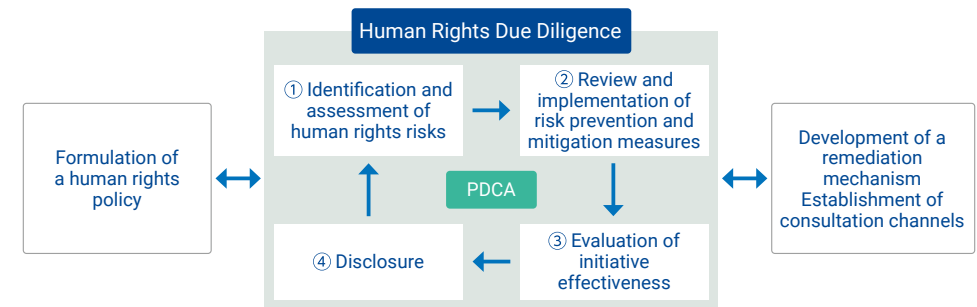 Human Rights Due Diligence
① Identification and
assessment of
human rights risks
② Review and
implementation of
risk prevention and
mitigation measures
Formulation of
a human rights
policy
PDCA
Development of a
remediation
mechanism
Establishment of
consultation channels
④ Disclosure
③ Evaluation of
initiative
effectiveness